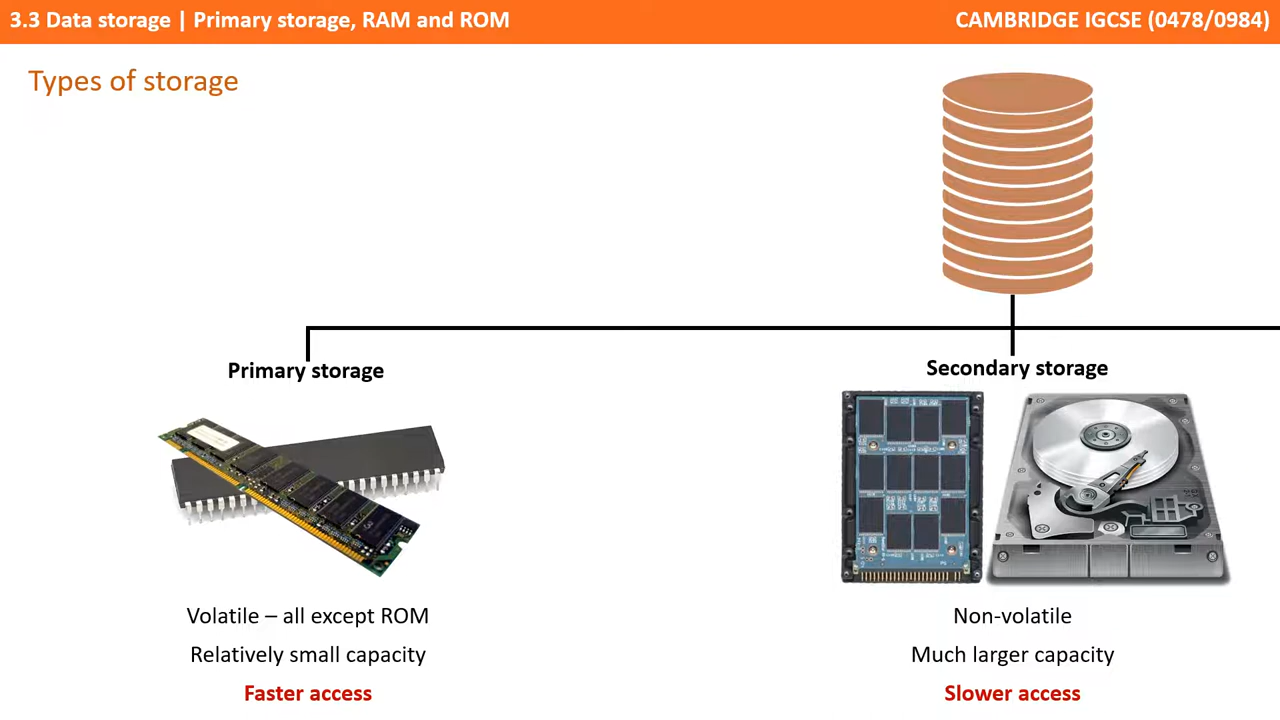 3.3 Data storage | Primary storage, RAM and ROM
CAMBRIDGE IGCSE (0478/0984)
Types of storage
Primary storage
Secondary storage
Volatile – all except ROM
Non-volatile
Relatively small capacity
Much larger capacity
Faster access
Slower access